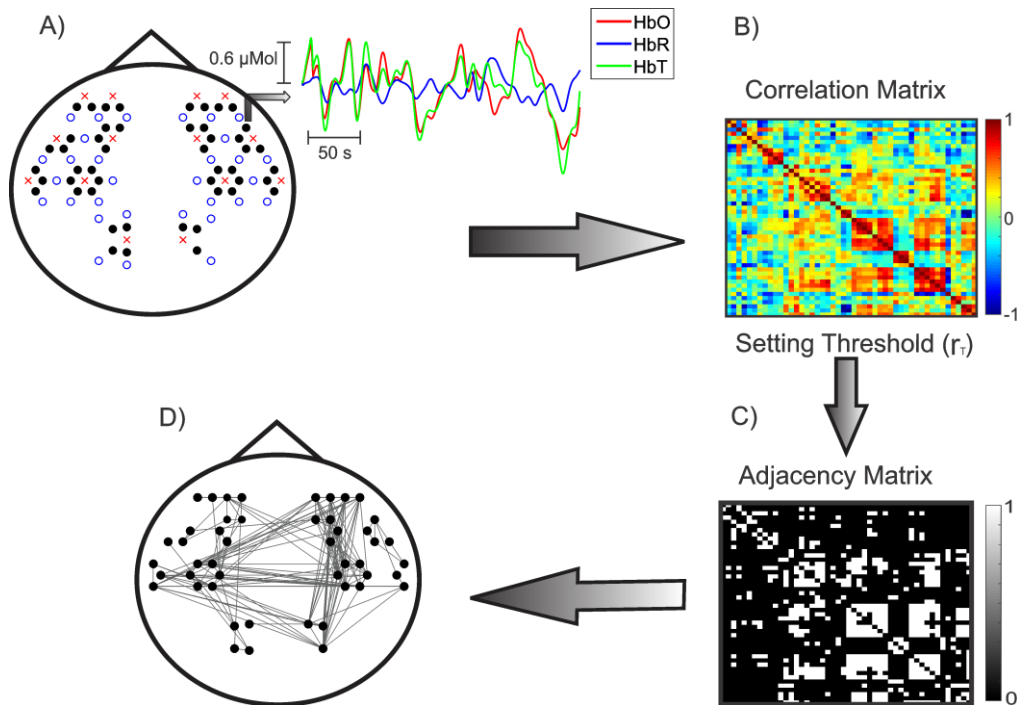 A)
0.6 µMol
50 s
HbO
HbR
HbT
B)
Correlation Matrix
1
0
-1
Setting Threshold (rT)
C)
Adjacency Matrix
1
0
D)